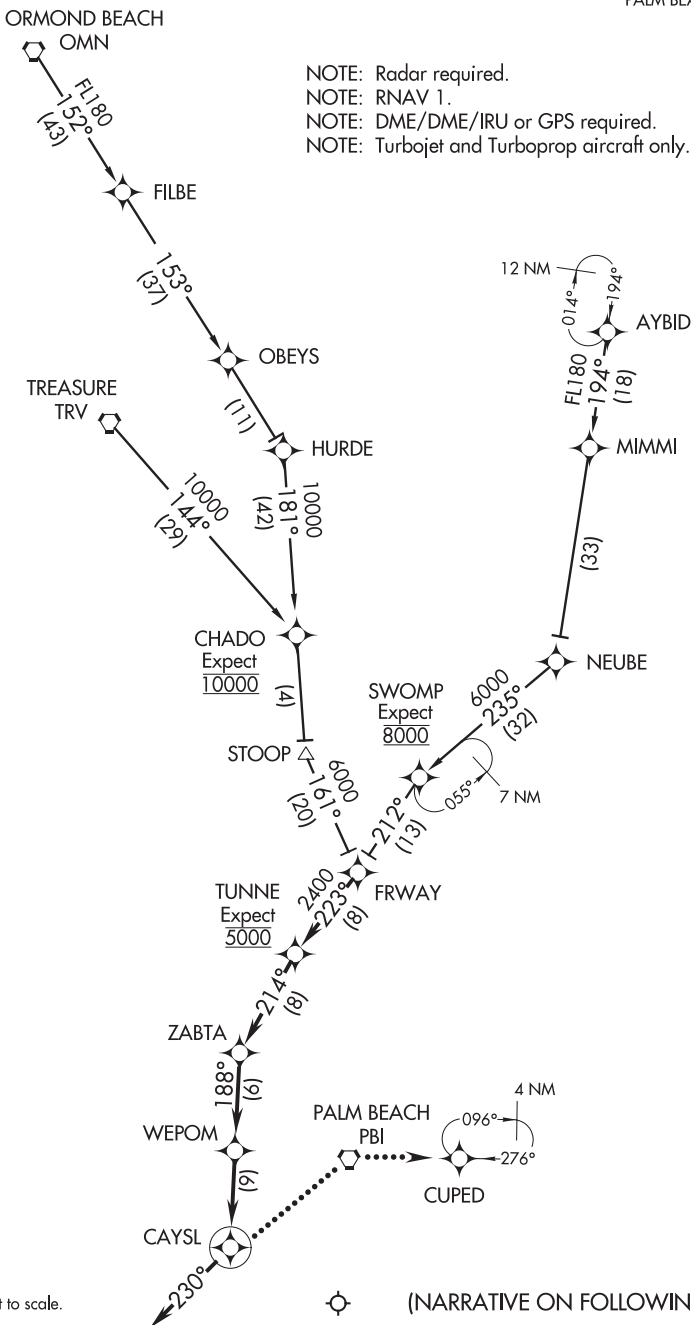 ORMOND BEACH
OMN
NOTE: Radar required.
NOTE: RNAV 1.
NOTE: DME/DME/IRU or GPS required.
NOTE: Turbojet and Turboprop aircraft only.
FL180
152°
(43)
FILBE
153°
(37)
12 NM
014°
194°
AYBID
OBEYS
FL180
194°
(18)
TREASURE
TRV
(11)
HURDE
MIMMI
10000
144°
(29)
10000
181°
(42)
(33)
CHADO
Expect
10000
(4)
NEUBE
SWOMP
Expect
8000
6000
235°
(32)
STOOP
6000
161°
(20)
055°
7 NM
212°
(13)
FRWAY
TUNNE
Expect
5000
2400
223°
(8)
214°
(8)
ZABTA
188°
(6)
WEPOM
PALM BEACH
PBI
4 NM
096°
276°
CUPED
(6)
CAYSL
230°
t to scale.
(NARRATIVE ON FOLLOWIN